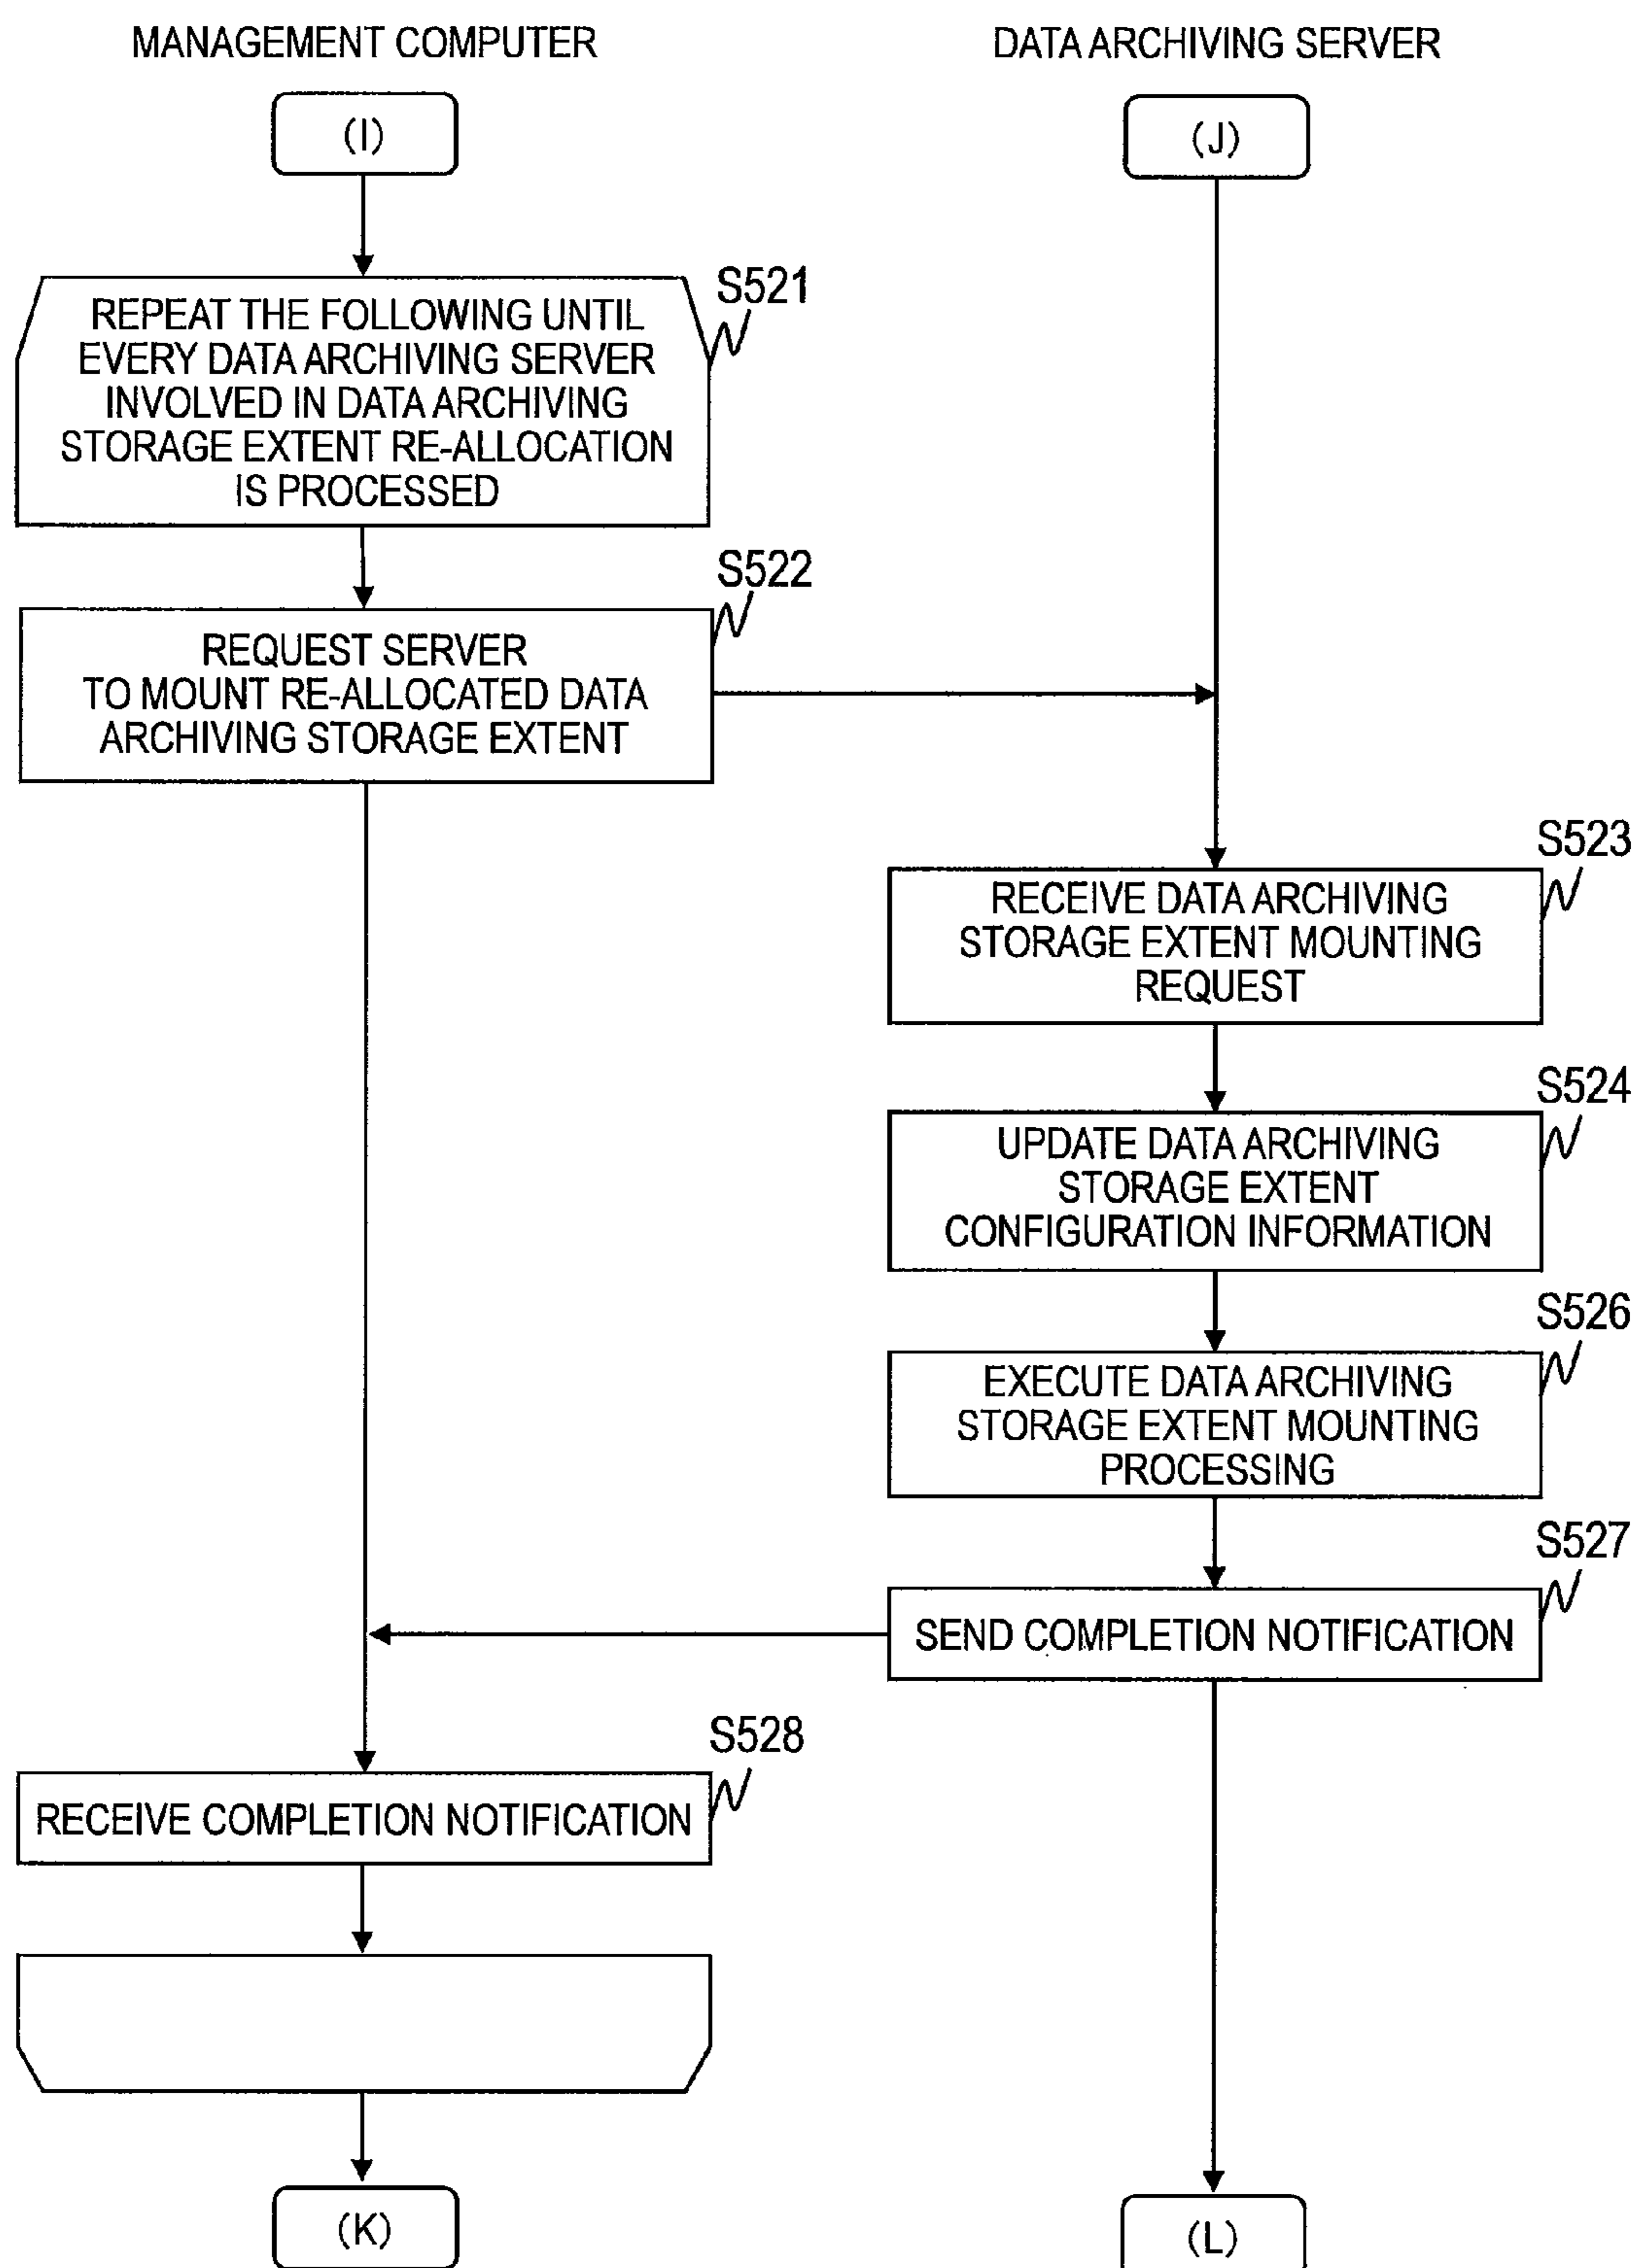 MANAGEMENT COMPUTER
DATA ARCHIVING SERVER
(I)
(J)
S521
REPEAT THE FOLLOWING UNTIL
EVERY DATA ARCHIVING SERVER
INVOLVED IN DATA ARCHIVING
STORAGE EXTENT RE-ALLOCATION
IS PROCESSED
S522
REQUEST SERVER
TO MOUNT RE-ALLOCATED DATA
ARCHIVING STORAGE EXTENT
S523
RECEIVE DATA ARCHIVING
STORAGE EXTENT MOUNTING
REQUEST
S524
UPDATE DATA ARCHIVING
STORAGE EXTENT
CONFIGURATION INFORMATION
S526
EXECUTE DATA ARCHIVING
STORAGE EXTENT MOUNTING
PROCESSING
S527
SEND COMPLETION NOTIFICATION
S528
RECEIVE COMPLETION NOTIFICATION
(K)
(L)